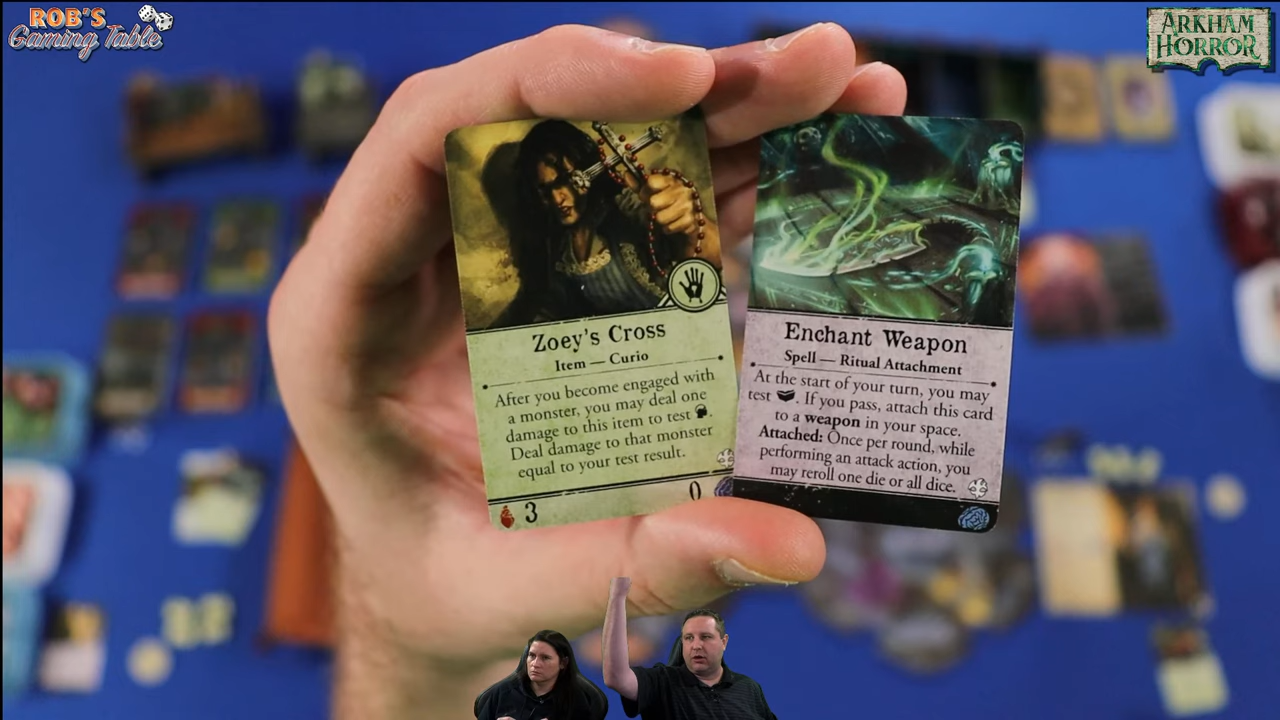 ROB'S
Gaming Table
ARKHAM
HORROR
Zoey's Cross
Item — Curio
After you become engaged with
a monster, you may deal one
damage to this item to test .
Deal damage to that monster
equal to your test result.
3
0
Enchant Weapon
Spell — Ritual Attachment
At the start of your turn, you may
test . If you pass, attach this card
to a weapon in your space.
Attached: Once per round, while
performing an attack action, you
may reroll one die or all dice.